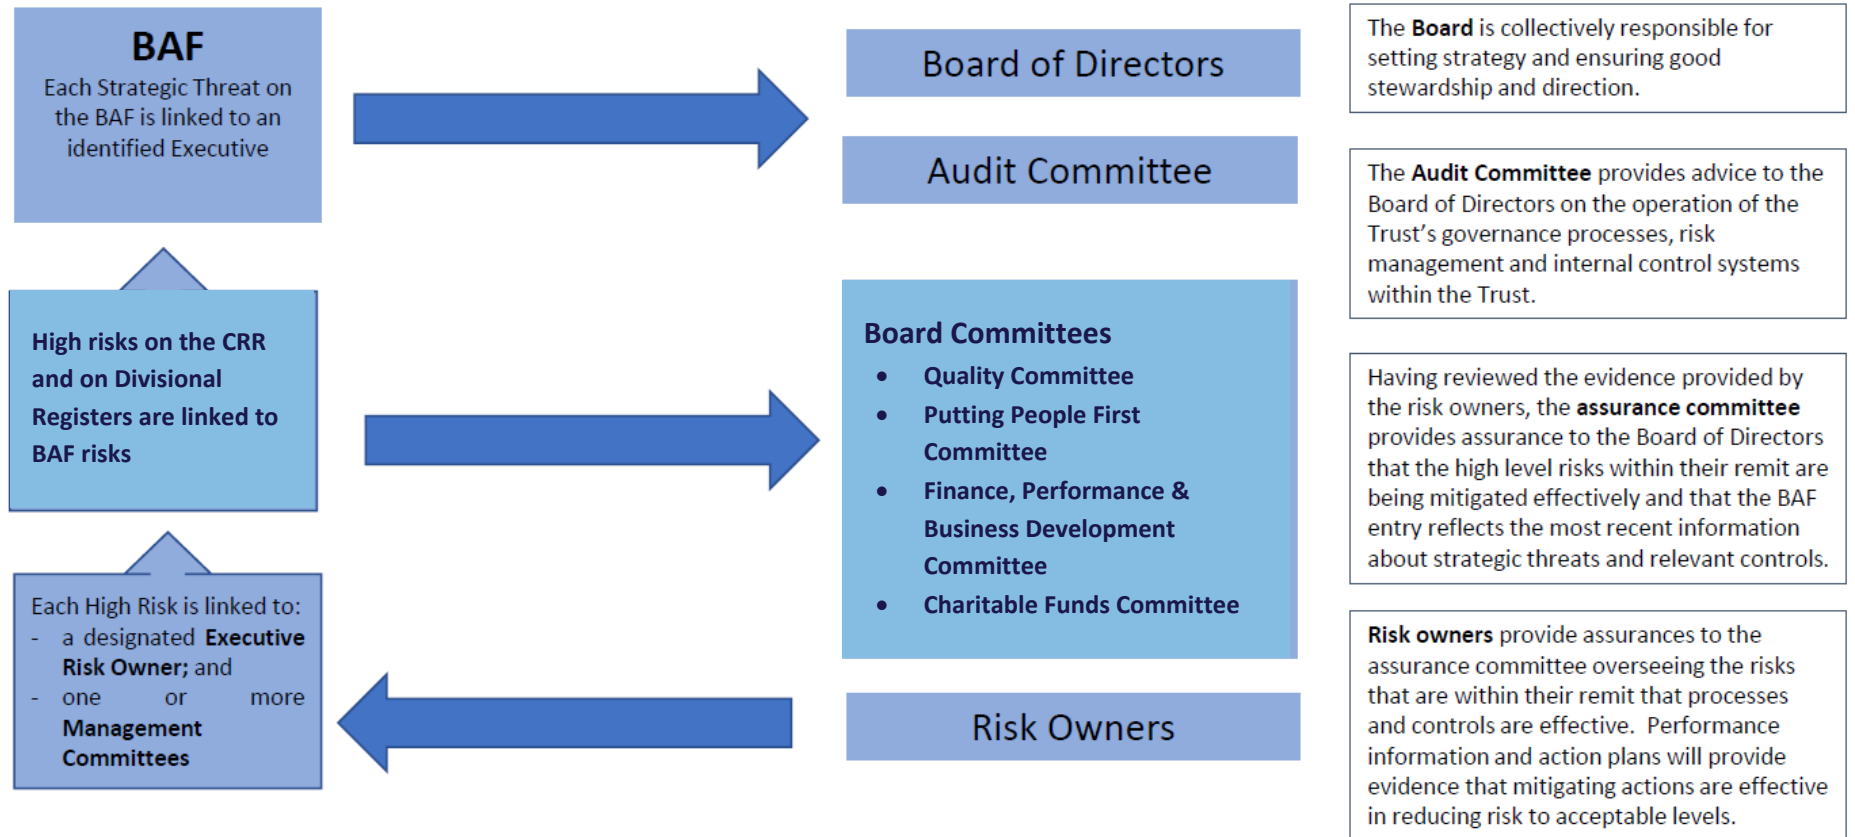 BAF
Each Strategic Threat on
the BAF is linked to an
identified Executive
High risks on the CRR
and on Divisional
Registers are linked to
BAF risks
Each High Risk is linked to:
- a designated Executive
Risk Owner; and
- one or more
Management
Committees
Board of Directors
Audit Committee
Board Committees
• Quality Committee
• Putting People First
Committee
• Finance, Performance &
Business Development
Committee
• Charitable Funds Committee
Risk Owners
The Board is collectively responsible for
setting strategy and ensuring good
stewardship and direction.
The Audit Committee provides advice to the
Board of Directors on the operation of the
Trust's governance processes, risk
management and internal control systems
within the Trust.
Having reviewed the evidence provided by
the risk owners, the assurance committee
provides assurance to the Board of Directors
that the high level risks within their remit are
being mitigated effectively and that the BAF
entry reflects the most recent information
about strategic threats and relevant controls.
Risk owners provide assurances to the
assurance committee overseeing the risks
that are within their remit that processes
and controls are effective.  Performance
information and action plans will provide
evidence that mitigating actions are effective
in reducing risk to acceptable levels.